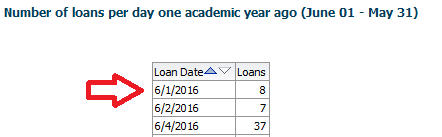 Number of loans per day one academic year ago (June 01 - May 31)
Loan Date Loans
6/1/2016 8
6/2/2016 7
6/4/2016 37